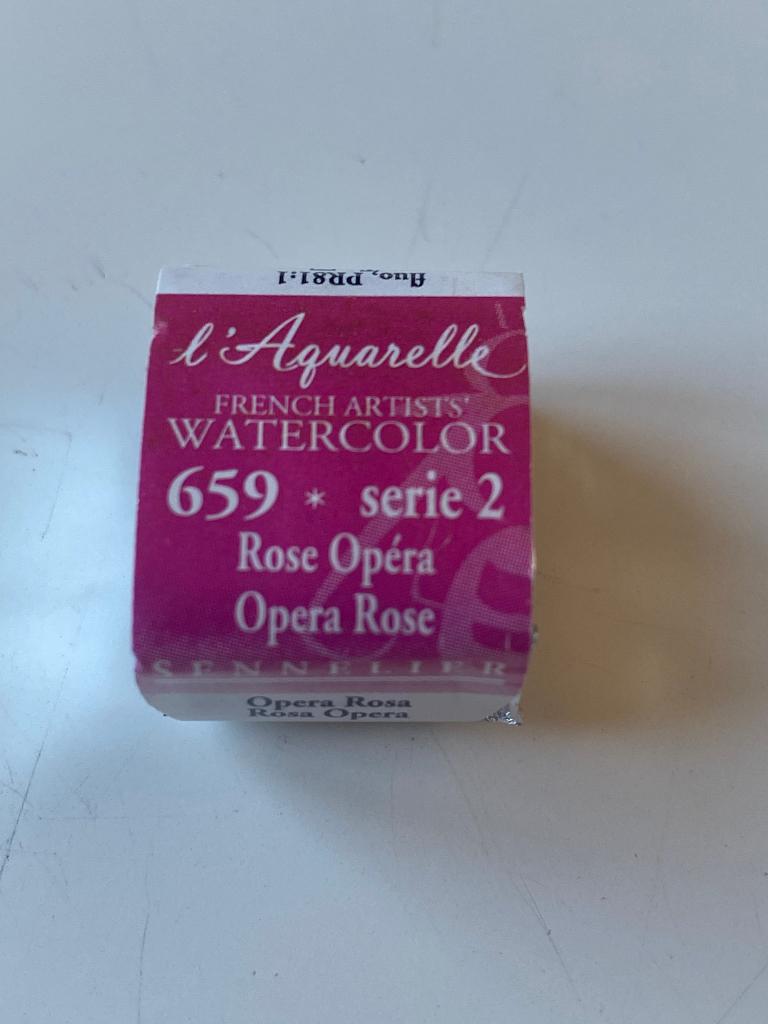 fluo, PR81:1
l'Aquarelle
FRENCH ARTISTS'
WATERCOLOR
659 * serie 2
Rose Opéra
Opera Rose
SENNELIER
Opera Rosa
Rosa Opera